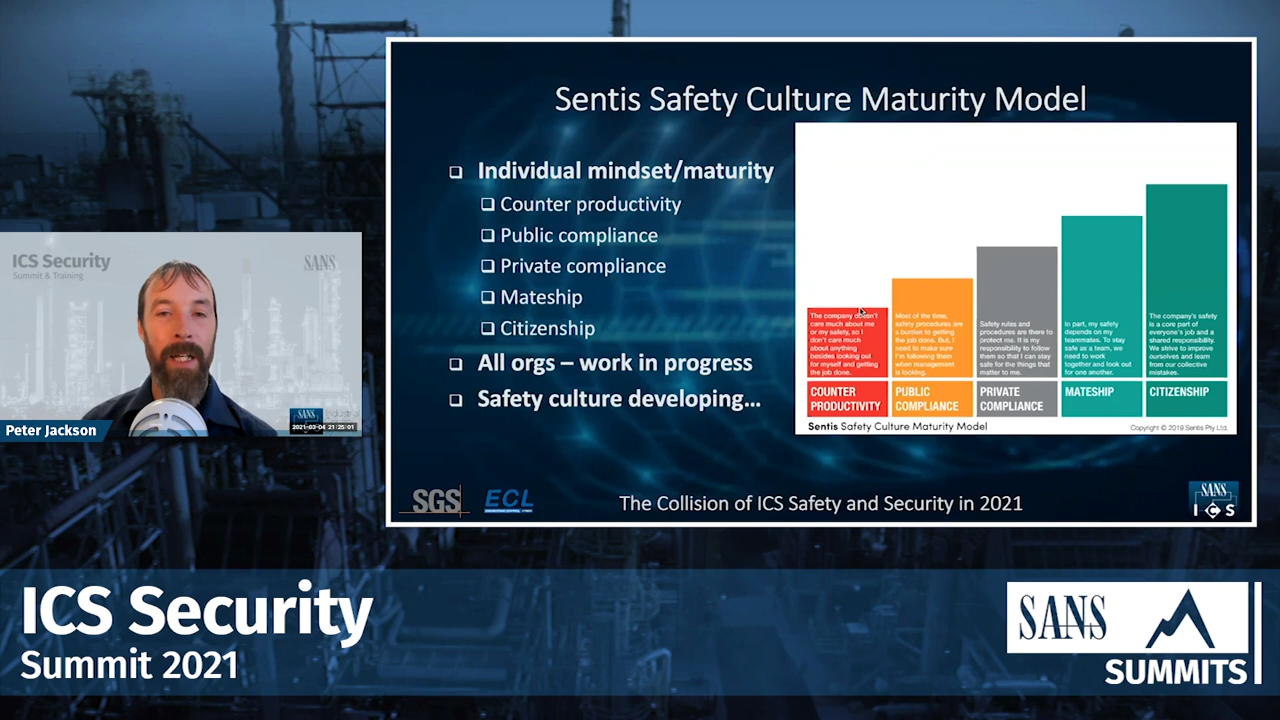 Sentis Safety Culture Maturity Model
Individual mindset/maturity
Counter productivity
Public compliance
Private compliance
Mateship
Citizenship
All orgs – work in progress
Safety culture developing…
The company doesn't
care much about me
or my safety, so I
don't care much
about anything
besides looking out
for myself and getting
the job done.
COUNTER
PRODUCTIVITY
Most of the time,
safety procedures are
a burden to getting
the job done. But, I
need to make sure
I'm following them
when management
is looking.
PUBLIC
COMPLIANCE
Safety rules and
procedures are there to
protect me. It is my
responsibility to follow
them so that I can stay
safe for the things that
matter to me.
PRIVATE
COMPLIANCE
In part, my safety
depends on my
teammates. To stay
safe as a team, we
need to work
together and look out
for one another.
MATESHIP
The company's safety
is a core part of
everyone's job and a
shared responsibility.
We strive to improve
ourselves and learn
from our collective
mistakes.
CITIZENSHIP
Sentis Safety Culture Maturity Model
Copyright © 2019 Sentis Pty Ltd.
SGS
ECL
The Collision of ICS Safety and Security in 2021
SANS
ICS
ICS Security
Summit & Training
SANS
SANS
2021-03-04 21:25:01
Peter Jackson
ICS Security
Summit 2021
SANS
SUMMITS